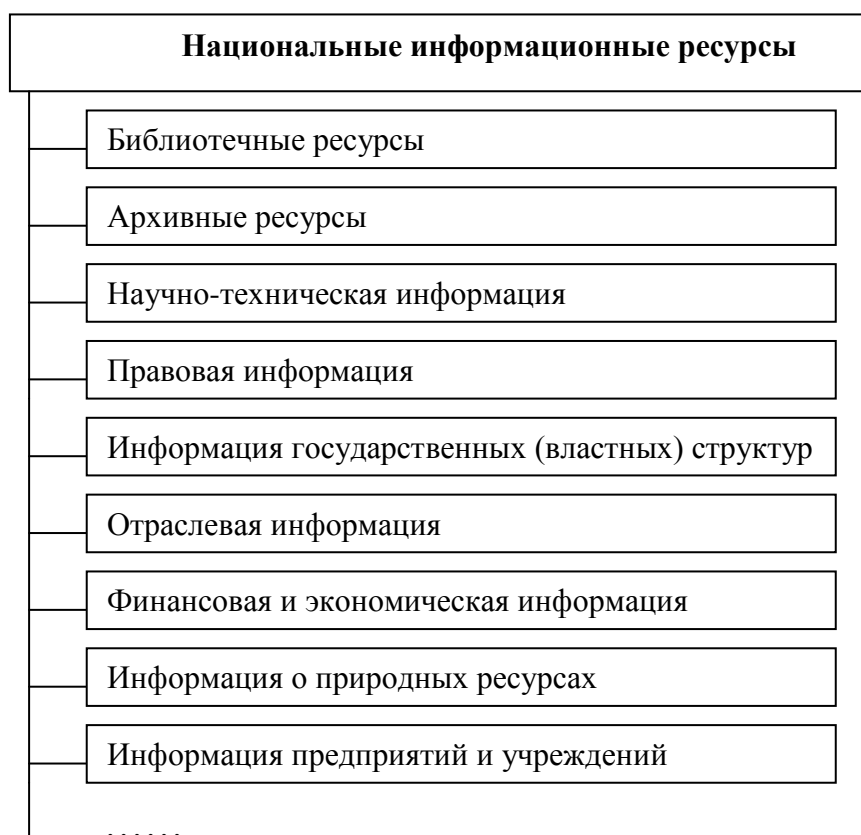 Национальные информационные ресурсы
Библиотечные ресурсы
Архивные ресурсы
Научно-техническая информация
Правовая информация
Информация государственных (властных) структур
Отраслевая информация
Финансовая и экономическая информация
Информация о природных ресурсах
Информация предприятий и учреждений
......